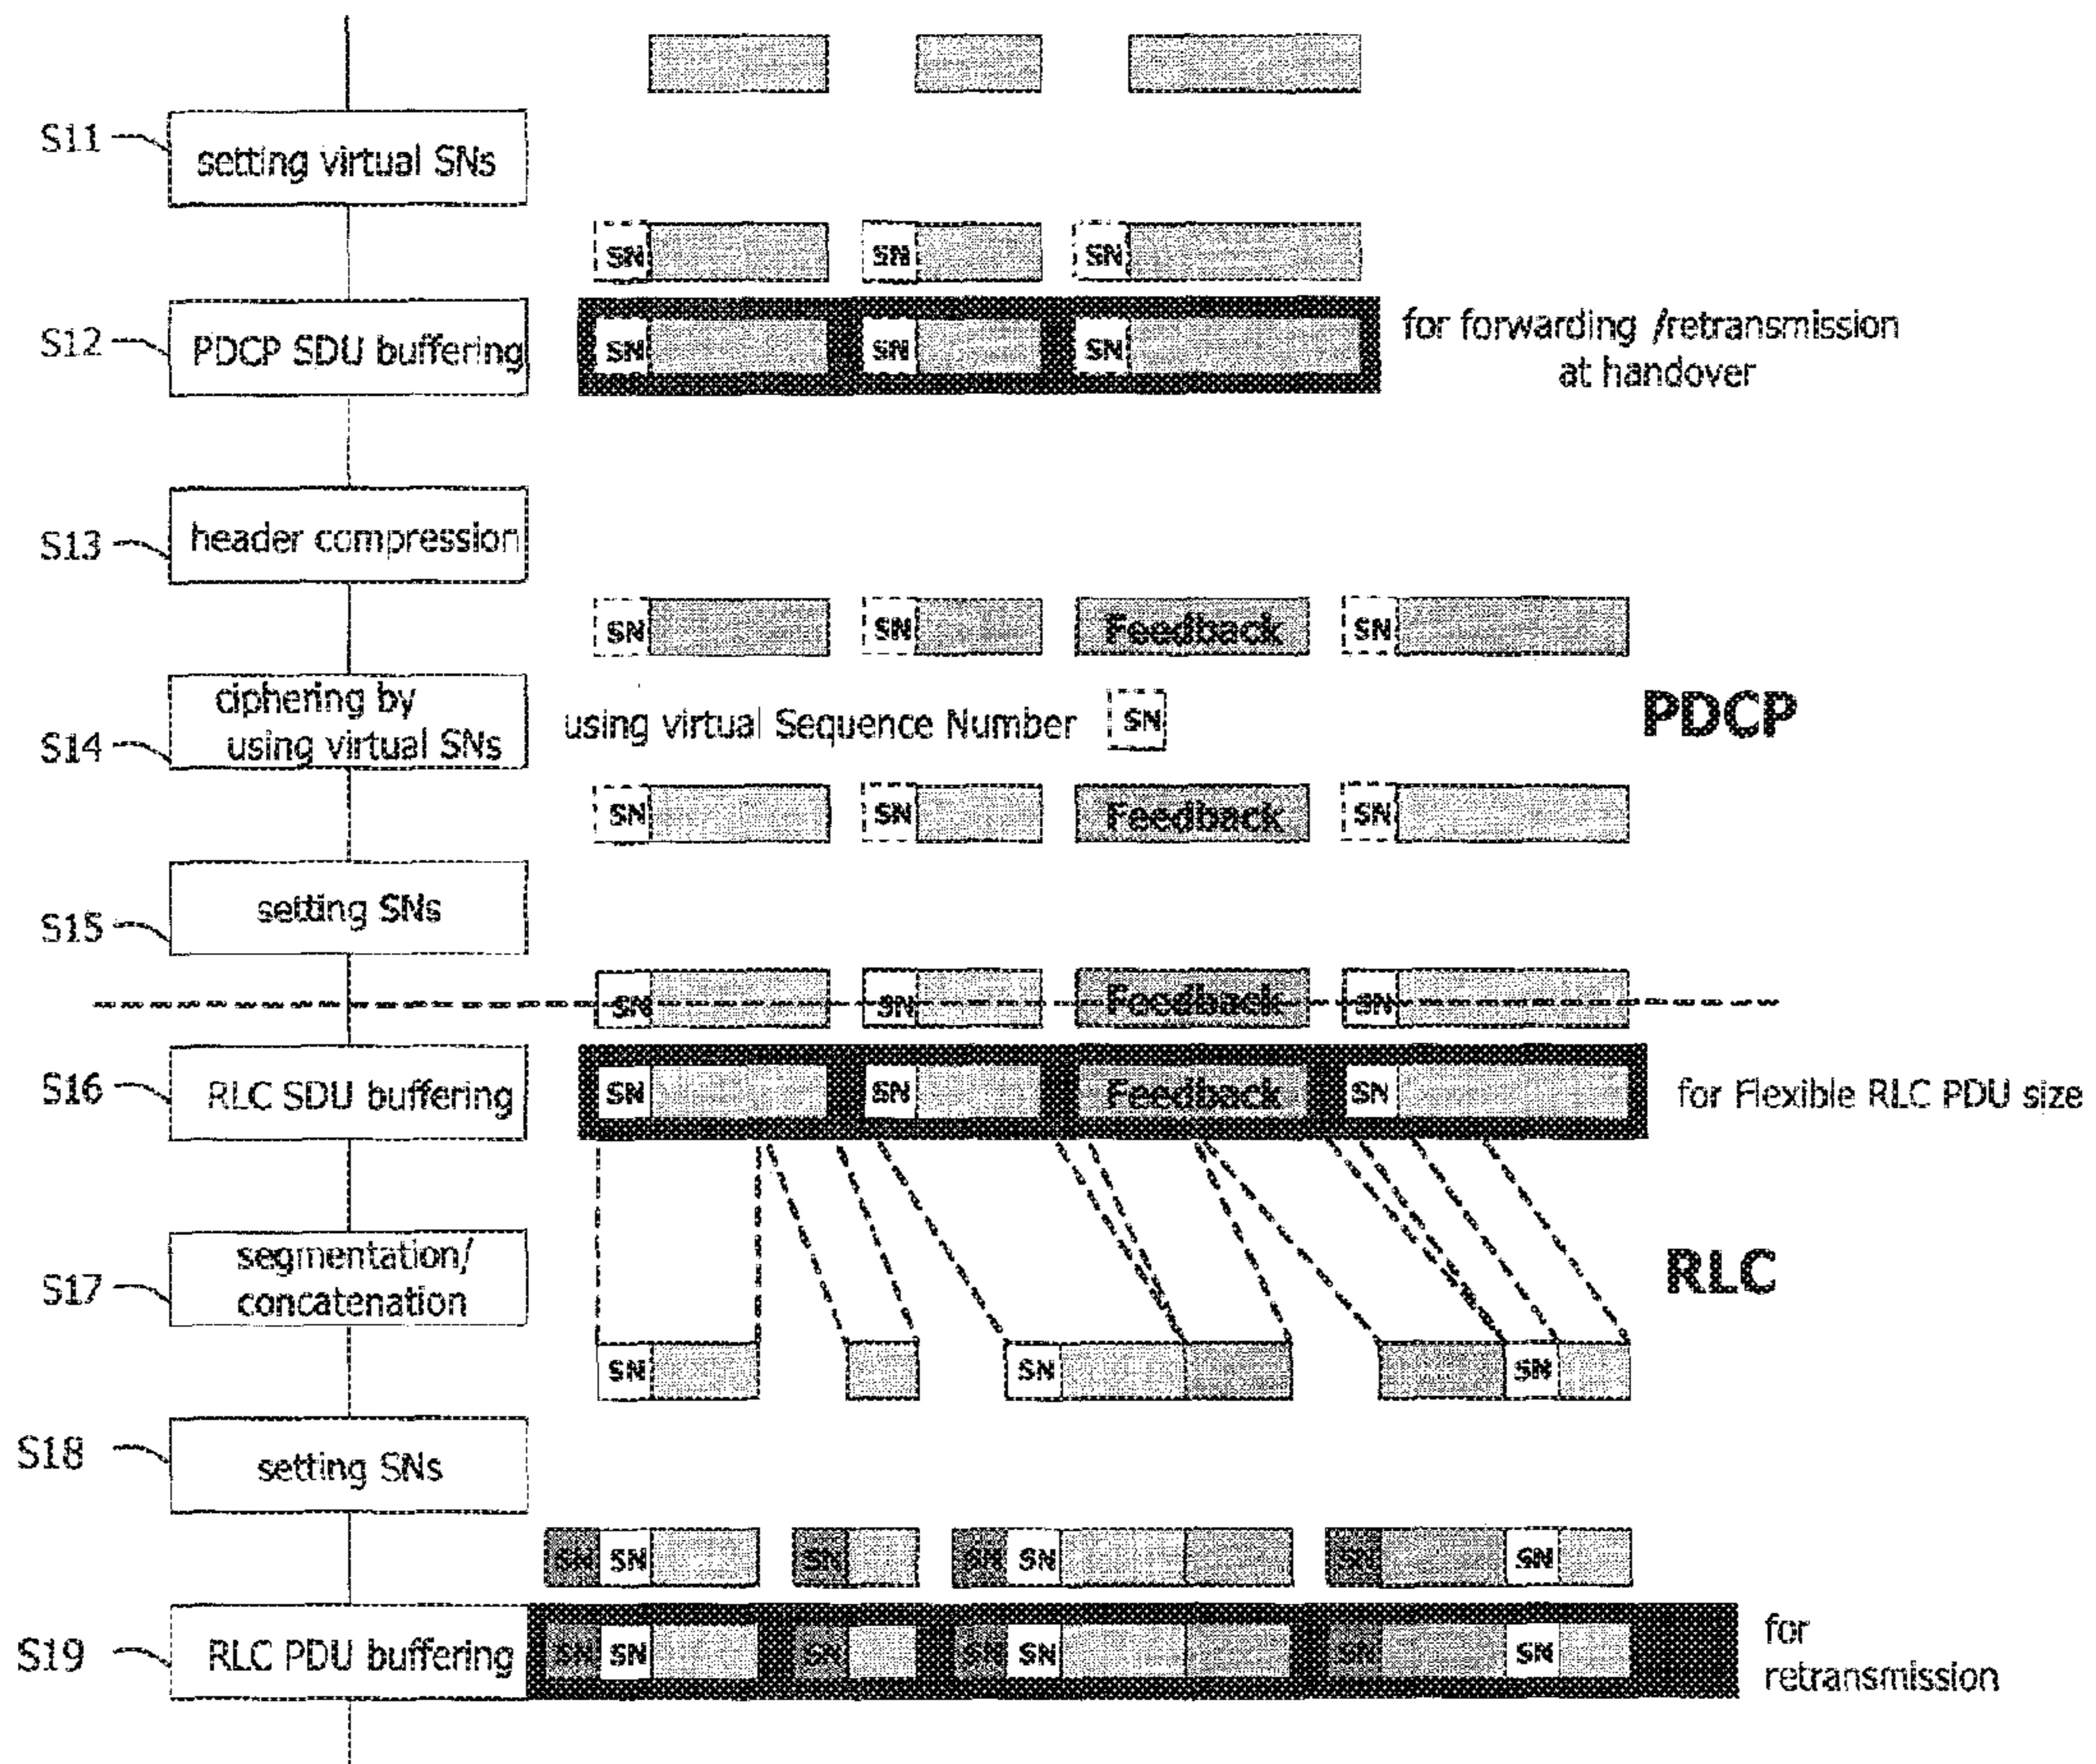 S11
setting virtual SNs
SN SN SN
S12
PDCP SDU buffering
SN SN SN
for forwarding /retransmission
at handover
S13
header compression
SN SN Feedback SN
S14
ciphering by
using virtual SNs
using virtual Sequence Number SN
PDCP
SN SN Feedback SN
S15
setting SNs
SN SN Feedback SN
S16
RLC SDU buffering
SN SN Feedback SN
for Flexible RLC PDU size
S17
segmentation/
concatenation
RLC
SN SN SN
S18
setting SNs
SN SN SN SN SN SN SN
S19
RLC PDU buffering
SN SN SN SN SN SN SN
for
retransmission